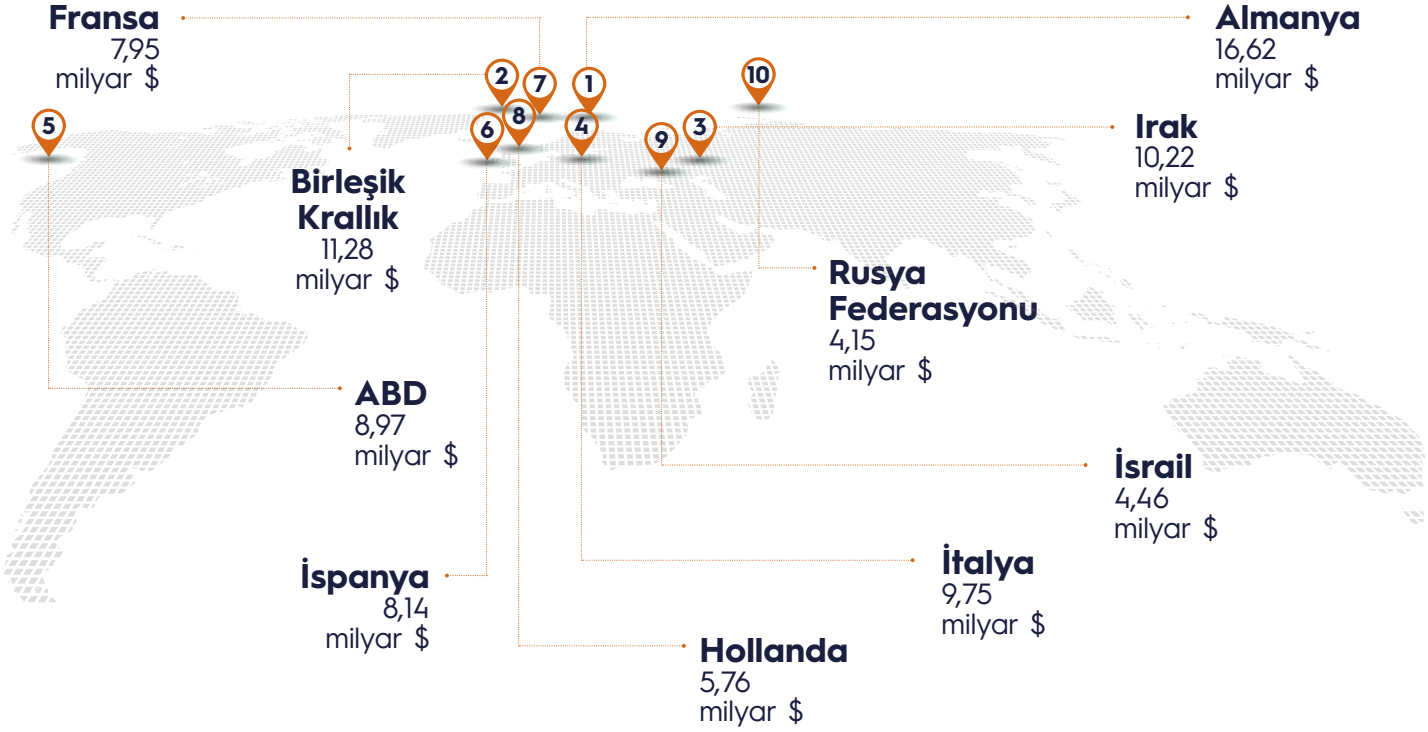 Fransa
7,95
milyar $
Almanya
16,62
milyar $
2
7
1
10
5
6
8
4
9
3
Irak
10,22
milyar $
Birleşik
Krallık
11,28
milyar $
Rusya
Federasyonu
4,15
milyar $
ABD
8,97
milyar $
İsrail
4,46
milyar $
İspanya
8,14
milyar $
İtalya
9,75
milyar $
Hollanda
5,76
milyar $